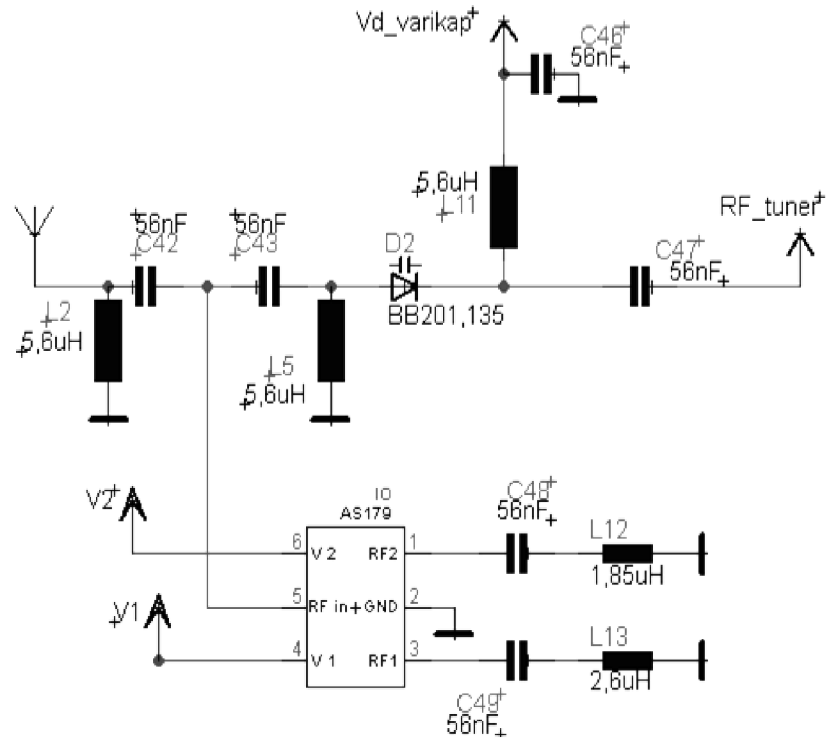 Vd_varikap
C46
56nF
5,6uH
L11
RF_tuner
56nF
C42
56nF
C43
D2
C47
56nF
BB201,135
L2
5,6uH
L5
5,6uH
V2
IO
AS179
C48
56nF
L12
1,85uH
6
V 2
RF2
1
5
RF in
GND
2
V1
4
V 1
RF1
3
L13
2,6uH
C49
56nF